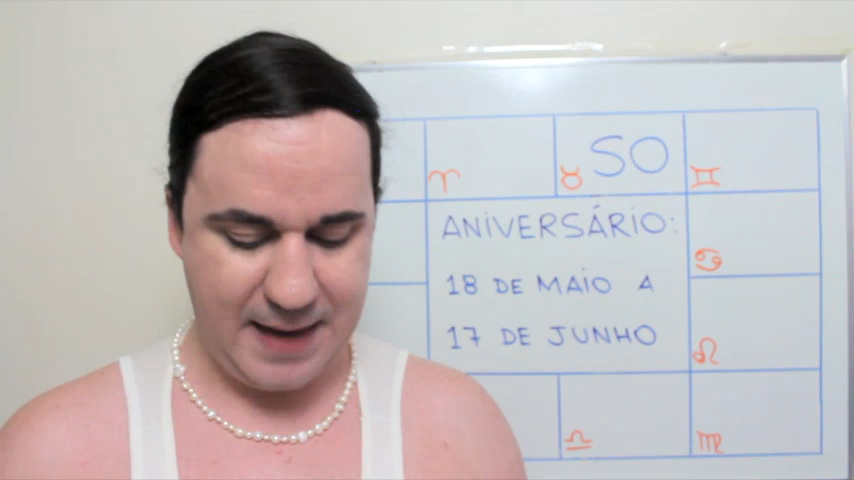 ♈ ♉ SO ♊
ANIVERSÁRIO:
♋
18 DE MAIO A
17 DE JUNHO
♌
♎ ♍